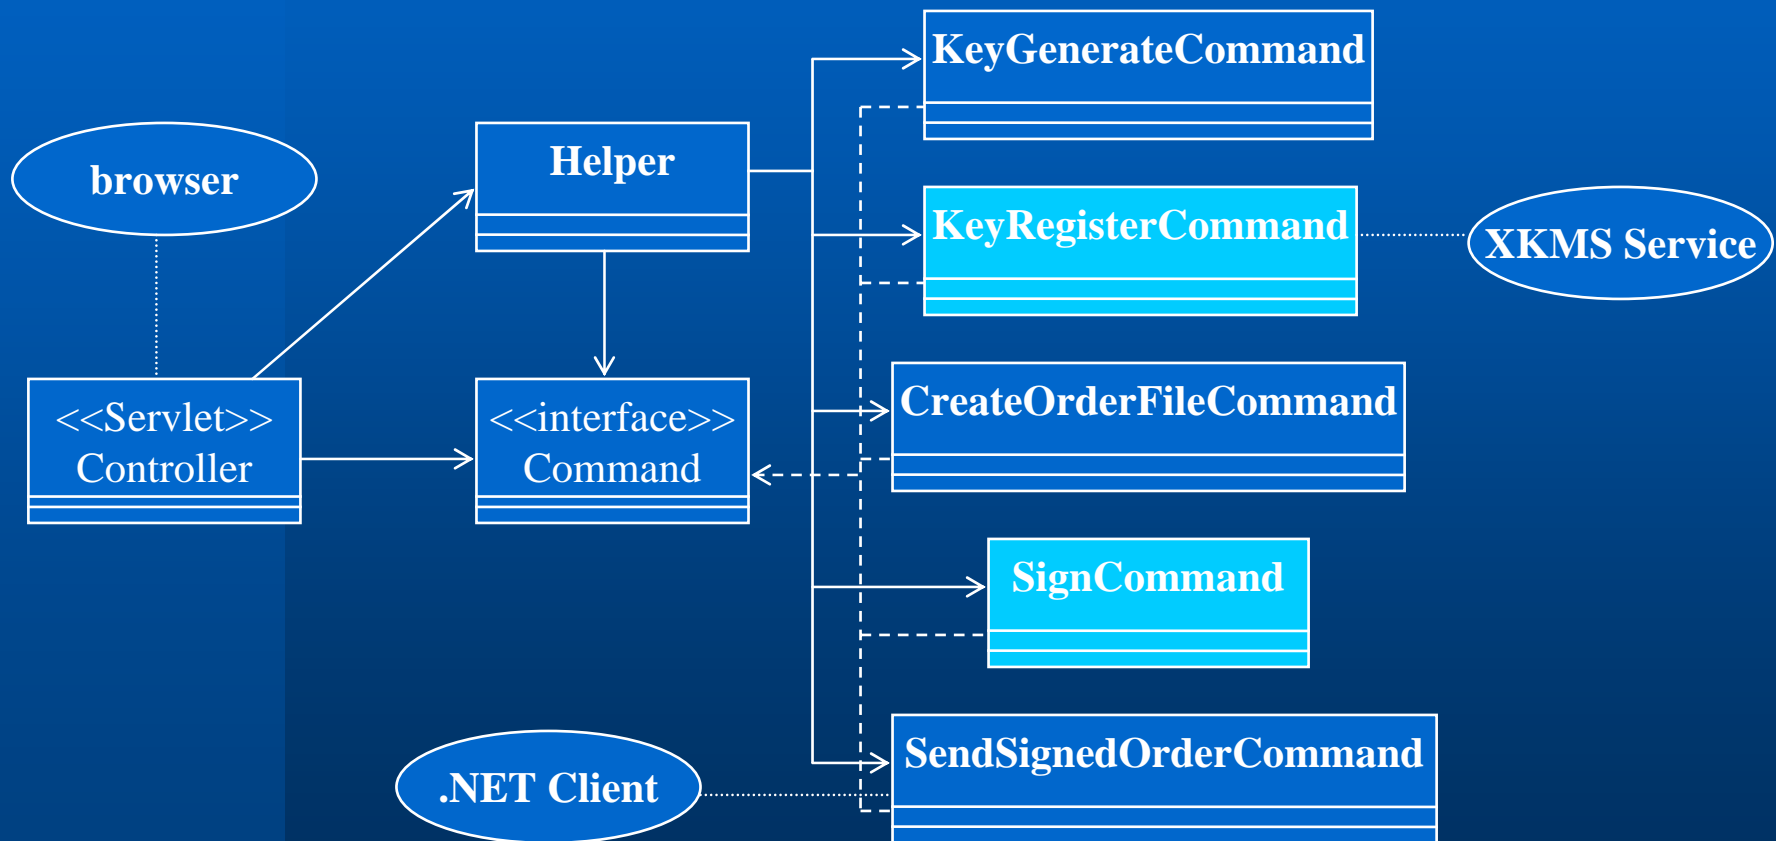 KeyGenerateCommand
browser
Helper
KeyRegisterCommand
XKMS Service
<<Servlet>>
Controller
<<interface>>
Command
CreateOrderFileCommand
SignCommand
SendSignedOrderCommand
.NET Client